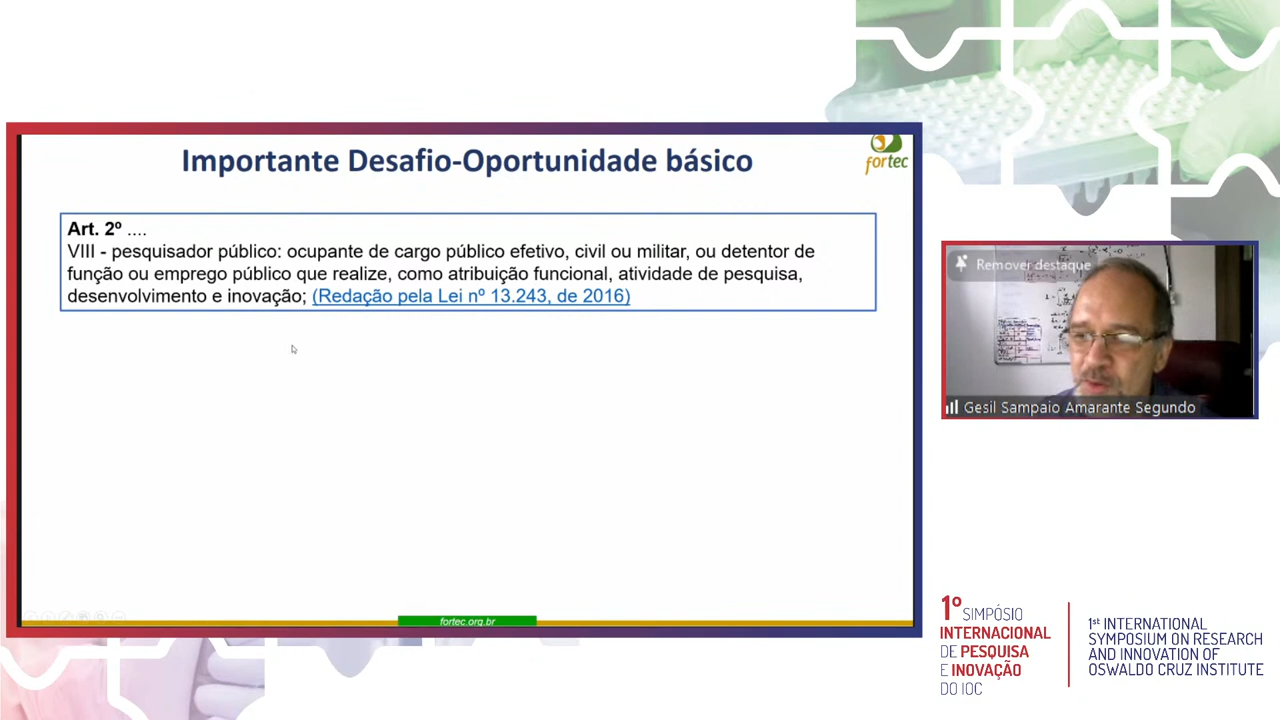 Importante Desafio-Oportunidade básico
fortec
Art. 2º ....
VIII - pesquisador público: ocupante de cargo público efetivo, civil ou militar, ou detentor de
função ou emprego público que realize, como atribuição funcional, atividade de pesquisa,
desenvolvimento e inovação; (Redação pela Lei nº 13.243, de 2016)
fortec.org.br
Remover destaque
Gesil Sampaio Amarante Segundo
1º SIMPÓSIO
INTERNACIONAL
DE PESQUISA
E INOVAÇÃO
DO IOC
1st INTERNATIONAL
SYMPOSIUM ON RESEARCH
AND INNOVATION OF
OSWALDO CRUZ INSTITUTE